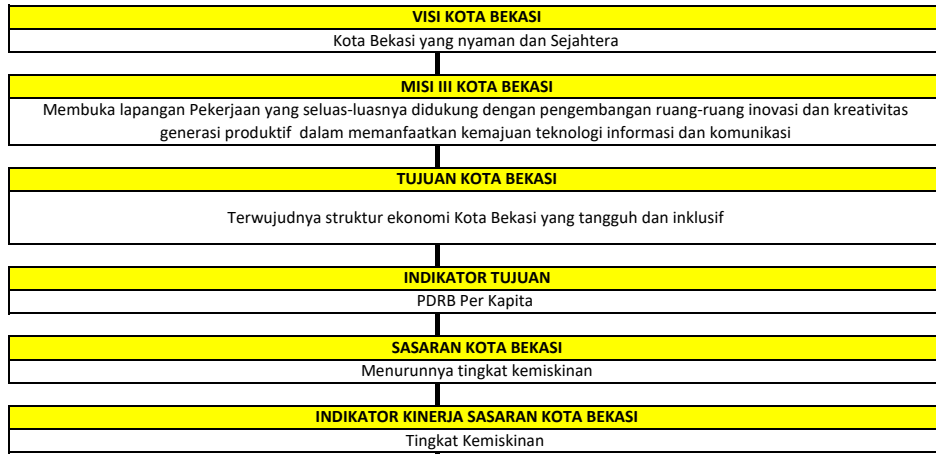 VISI KOTA BEKASI
Kota Bekasi yang nyaman dan Sejahtera
MISI III KOTA BEKASI
Membuka lapangan Pekerjaan yang seluas-luasnya didukung dengan pengembangan ruang-ruang inovasi dan kreativitas
generasi produktif dalam memanfaatkan kemajuan teknologi informasi dan komunikasi
TUJUAN KOTA BEKASI
Terwujudnya struktur ekonomi Kota Bekasi yang tangguh dan inklusif
INDIKATOR TUJUAN
PDRB Per Kapita
SASARAN KOTA BEKASI
Menurunnya tingkat kemiskinan
INDIKATOR KINERJA SASARAN KOTA BEKASI
Tingkat Kemiskinan